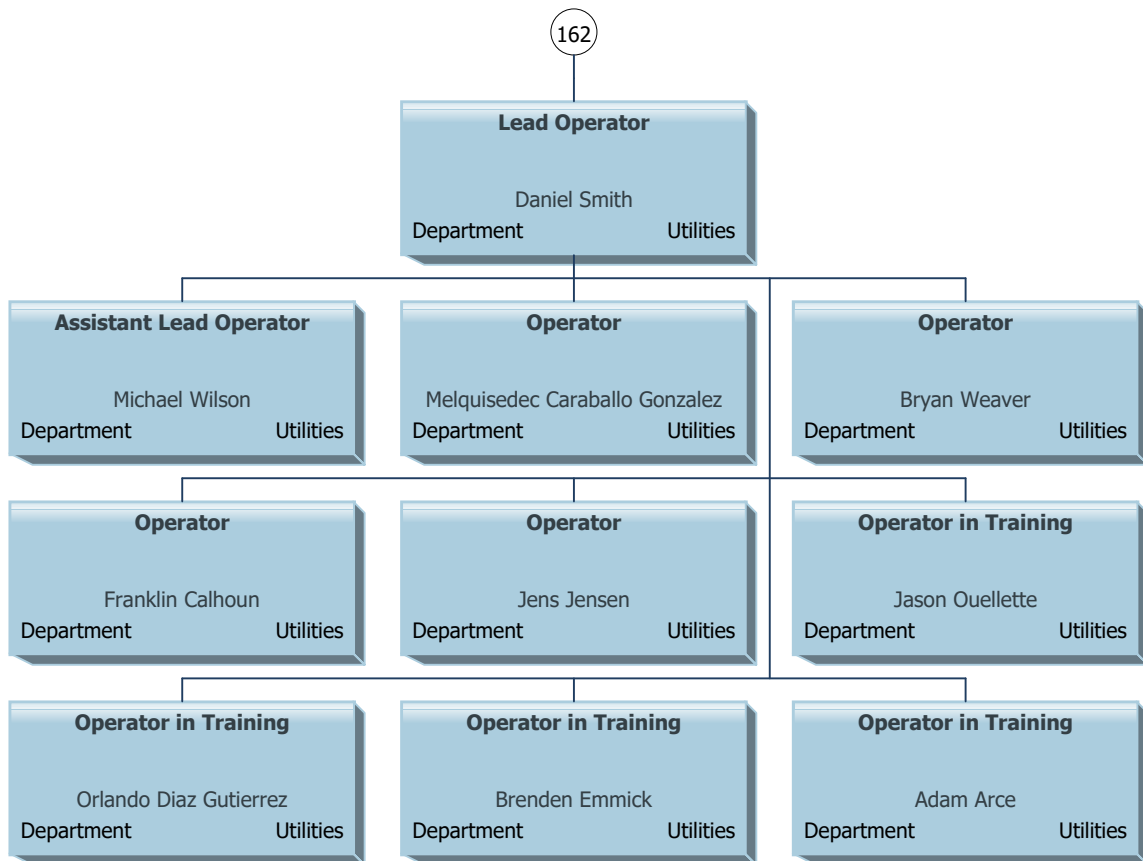 162
Lead Operator
Daniel Smith
Department Utilities
Assistant Lead Operator
Michael Wilson
Department Utilities
Operator
Melquisedec Caraballo Gonzalez
Department Utilities
Operator
Bryan Weaver
Department Utilities
Operator
Franklin Calhoun
Department Utilities
Operator
Jens Jensen
Department Utilities
Operator in Training
Jason Ouellette
Department Utilities
Operator in Training
Orlando Diaz Gutierrez
Department Utilities
Operator in Training
Brenden Emmick
Department Utilities
Operator in Training
Adam Arce
Department Utilities